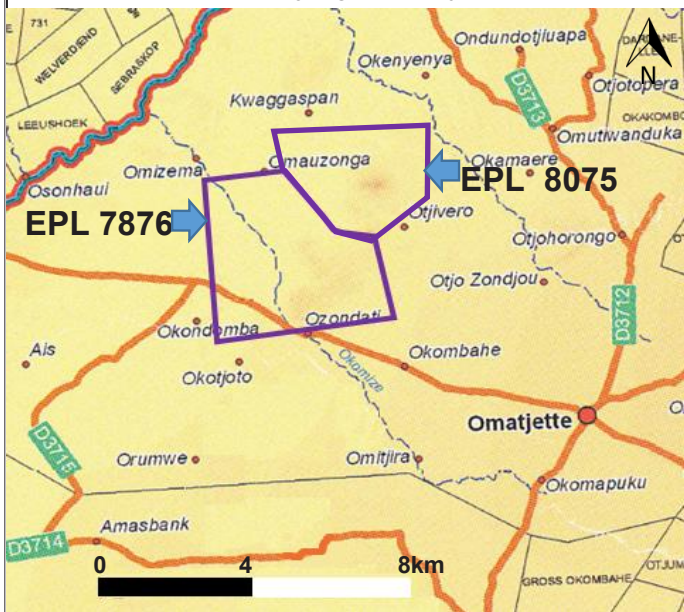 731
WELVERDIEND
SEBRASKOP
LEEUSHOEK
Ondundotjiuapa
Okenyenya
N
D3713
Otjotopera
Kwaggaspan
OKAKOMBO
Omutiwanduka
Omizema
Omauzonga
Okamaere
EPL 8075
Osonhaui
EPL 7876
Otjivero
Otjohorongo
Otjo Zondjou
D3712
Okondomba
Ozondati
Ais
Okotjoto
Okomize
Okombahe
Omatjette
D3715
Orumwe
Omitjira
Okomapuku
Amasbank
D3714
0 4 8km
GROSS OKOMBAHE
OTJUM